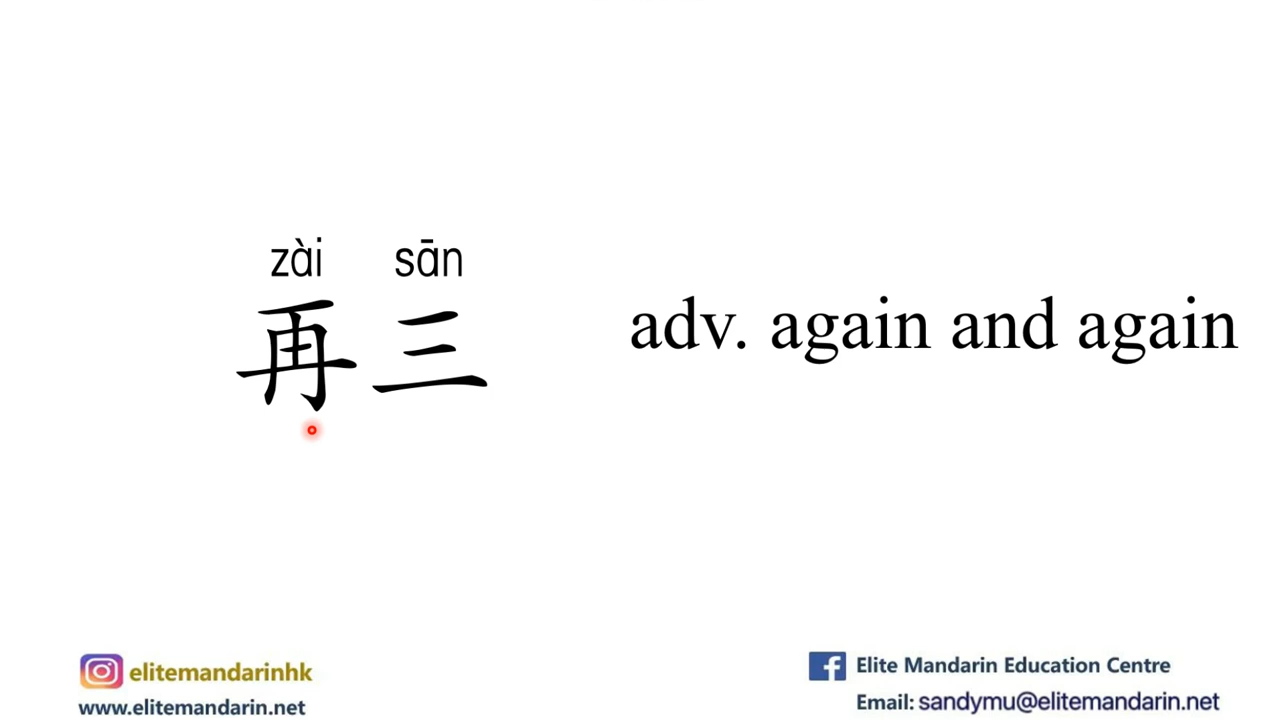 zài sān
再三
adv. again and again
elitemandarinhk
www.elitemandarin.net
Elite Mandarin Education Centre
Email: sandymu@elitemandarin.net